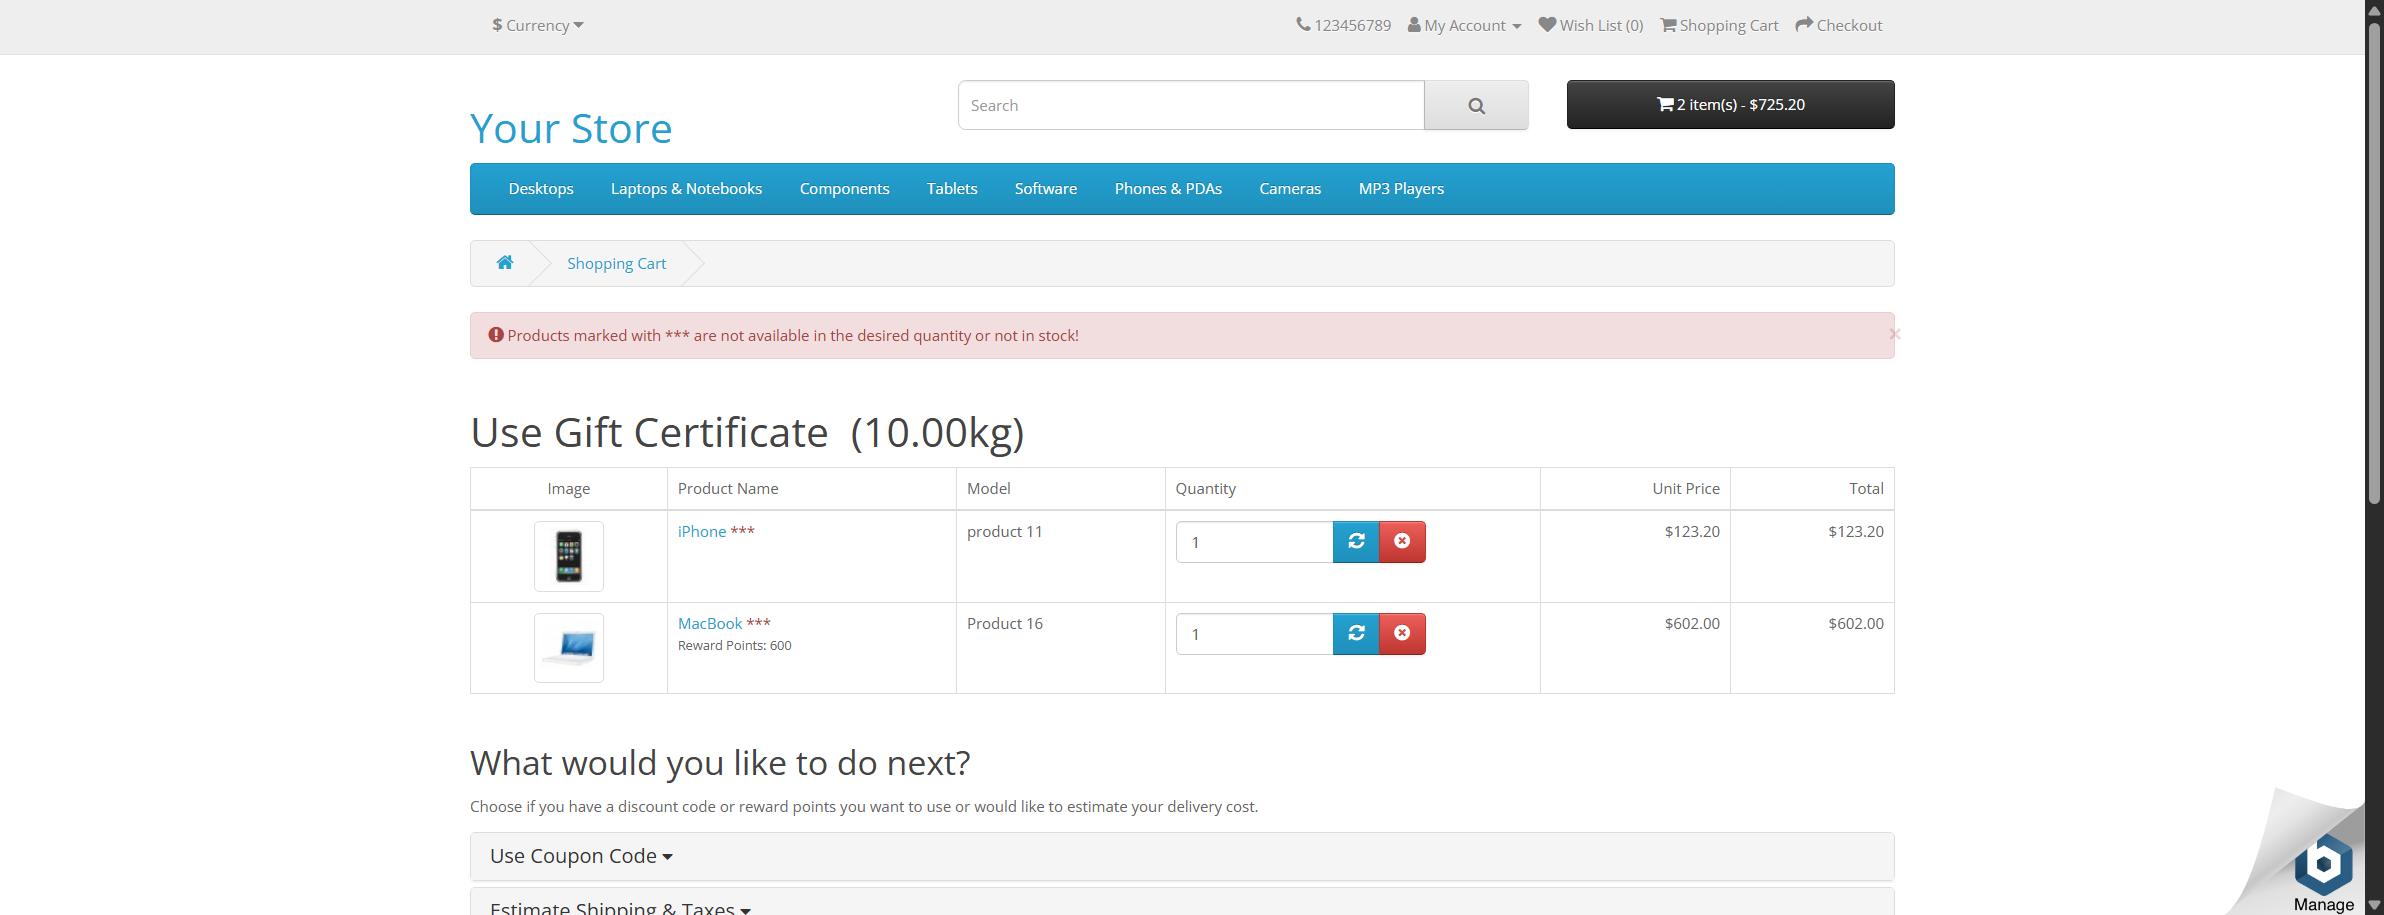 $ Currency
123456789 My Account Wish List (0) Shopping Cart Checkout
Your Store
Search
2 item(s) - $725.20
Desktops Laptops & Notebooks Components Tablets Software Phones & PDAs Cameras MP3 Players
Shopping Cart
Products marked with *** are not available in the desired quantity or not in stock!
×
Use Gift Certificate (10.00kg)
Image Product Name Model Quantity Unit Price Total
iPhone *** product 11 1 $123.20 $123.20
MacBook *** Product 16 1 $602.00 $602.00
Reward Points: 600
What would you like to do next?
Choose if you have a discount code or reward points you want to use or would like to estimate your delivery cost.
Use Coupon Code
Estimate Shipping & Taxes
Manage